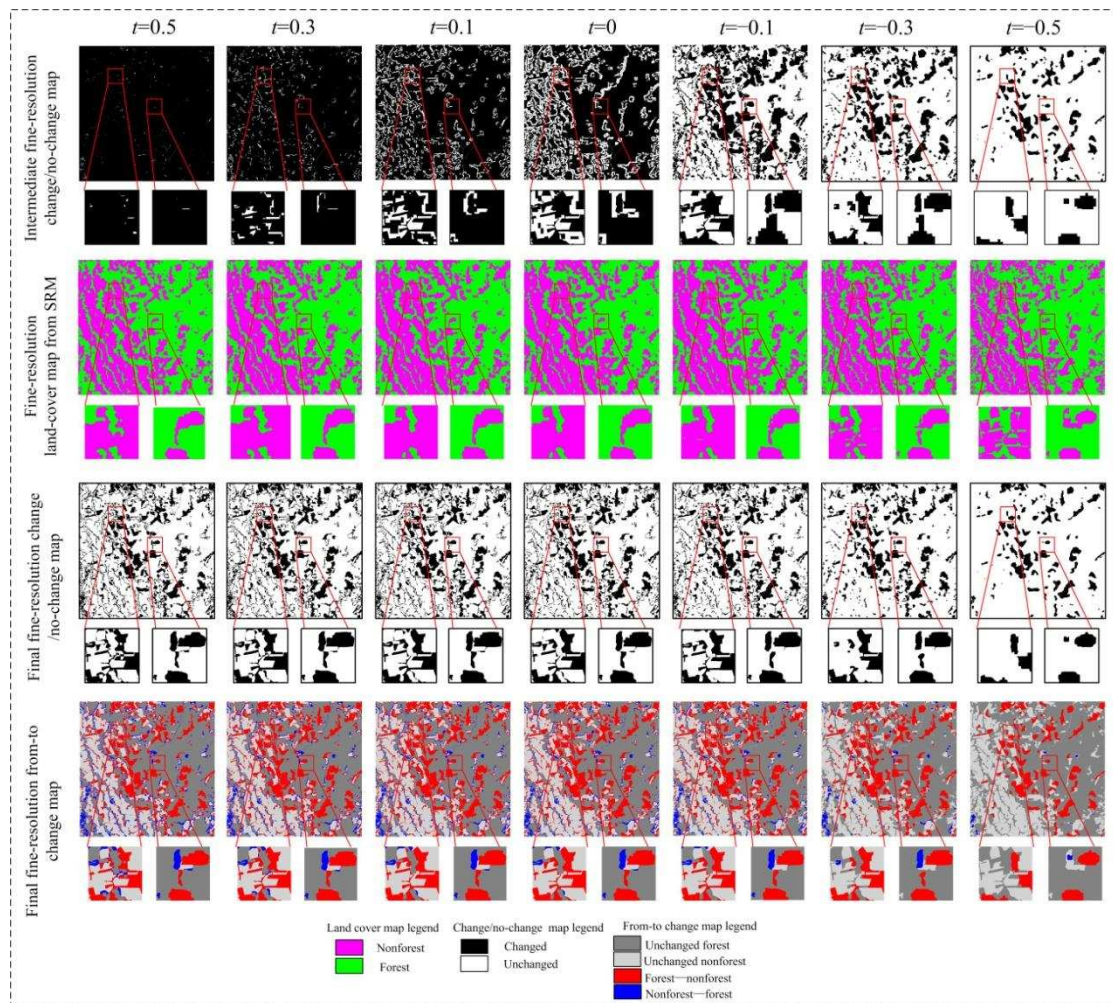 t=0.5 t=0.3 t=0.1 t=0 t=−0.1 t=−0.3 t=−0.5
Intermediate fine-resolution
change/no-change map
Fine-resolution
land-cover map from SRM
Final fine-resolution change
/no-change map
Final fine-resolution from-to
change map
Land cover map legend
Nonforest
Forest
Change/no-change map legend
Changed
Unchanged
From-to change map legend
Unchanged forest
Unchanged nonforest
Forest—nonforest
Nonforest—forest